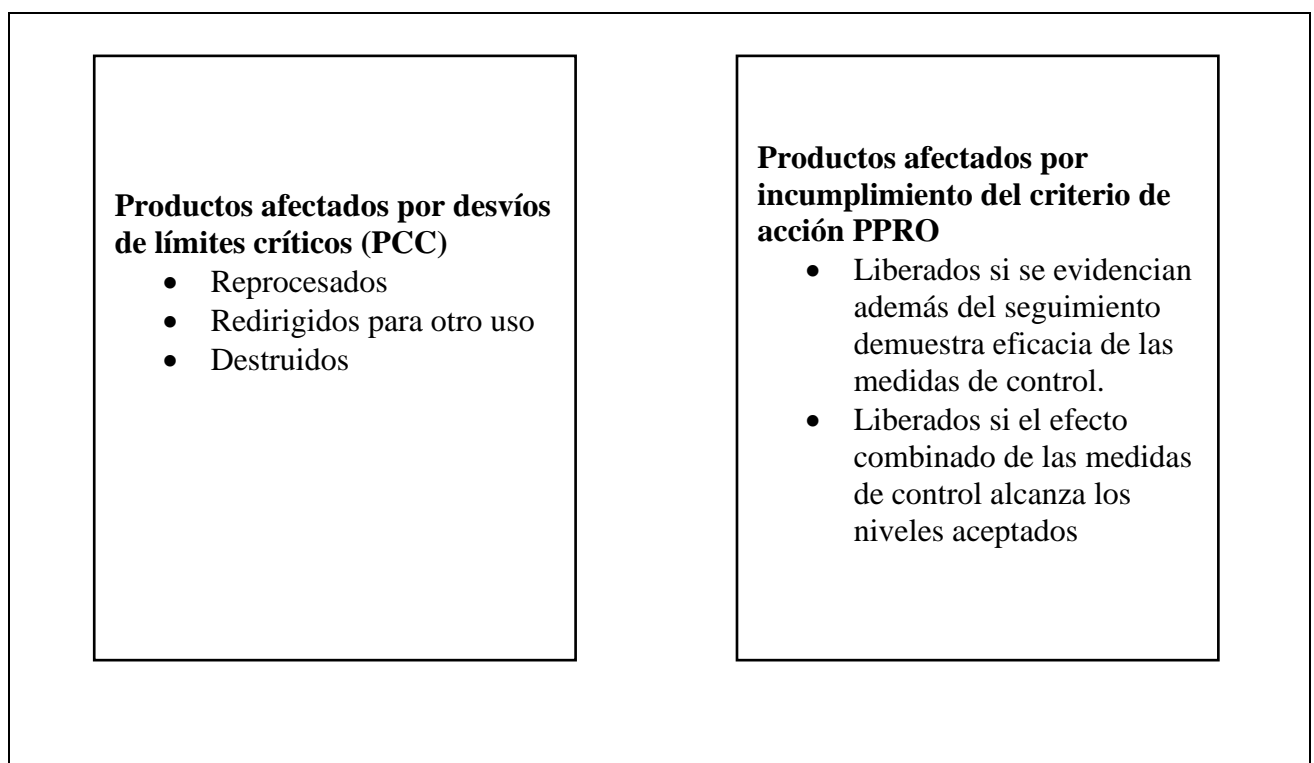 Productos afectados por desvíos
de límites críticos (PCC)
• Reprocesados
• Redirigidos para otro uso
• Destruidos
Productos afectados por
incumplimiento del criterio de
acción PPRO
• Liberados si se evidencian
además del seguimiento
demuestra eficacia de las
medidas de control.
• Liberados si el efecto
combinado de las medidas
de control alcanza los
niveles aceptados